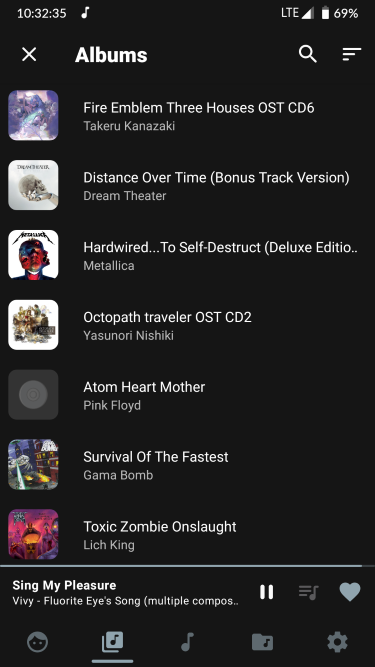 10:32:35
LTE 69%
Albums
Fire Emblem Three Houses OST CD6
Takeru Kanazaki
DREAM THEATER
Distance Over Time (Bonus Track Version)
Dream Theater
METALLICA
Hardwired...To Self-Destruct (Deluxe Editio..
Metallica
Octopath traveler OST CD2
Yasunori Nishiki
Atom Heart Mother
Pink Floyd
Survival Of The Fastest
Gama Bomb
Toxic Zombie Onslaught
Lich King
Sing My Pleasure
Vivy - Fluorite Eye's Song (multiple compos..